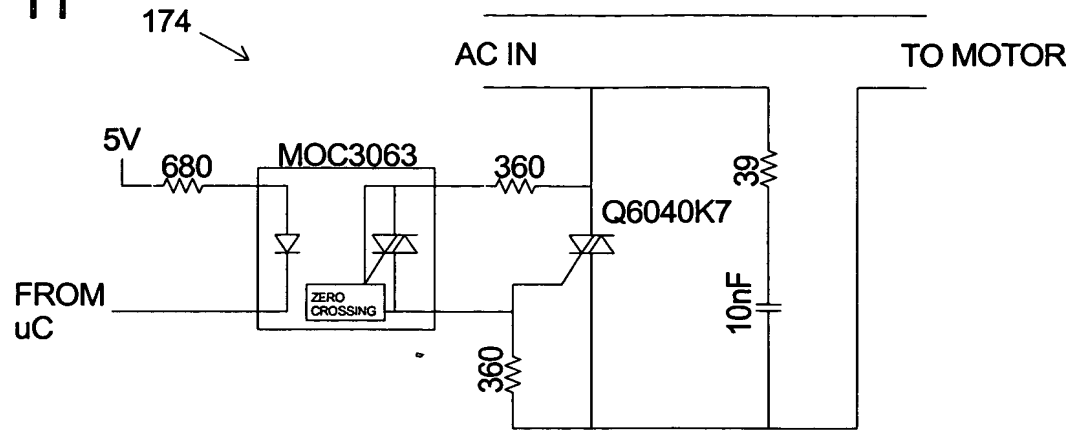 174
AC IN
TO MOTOR
5V
680
MOC3063
360
39
Q6040K7
ZERO
CROSSING
FROM
uC
10nF
360